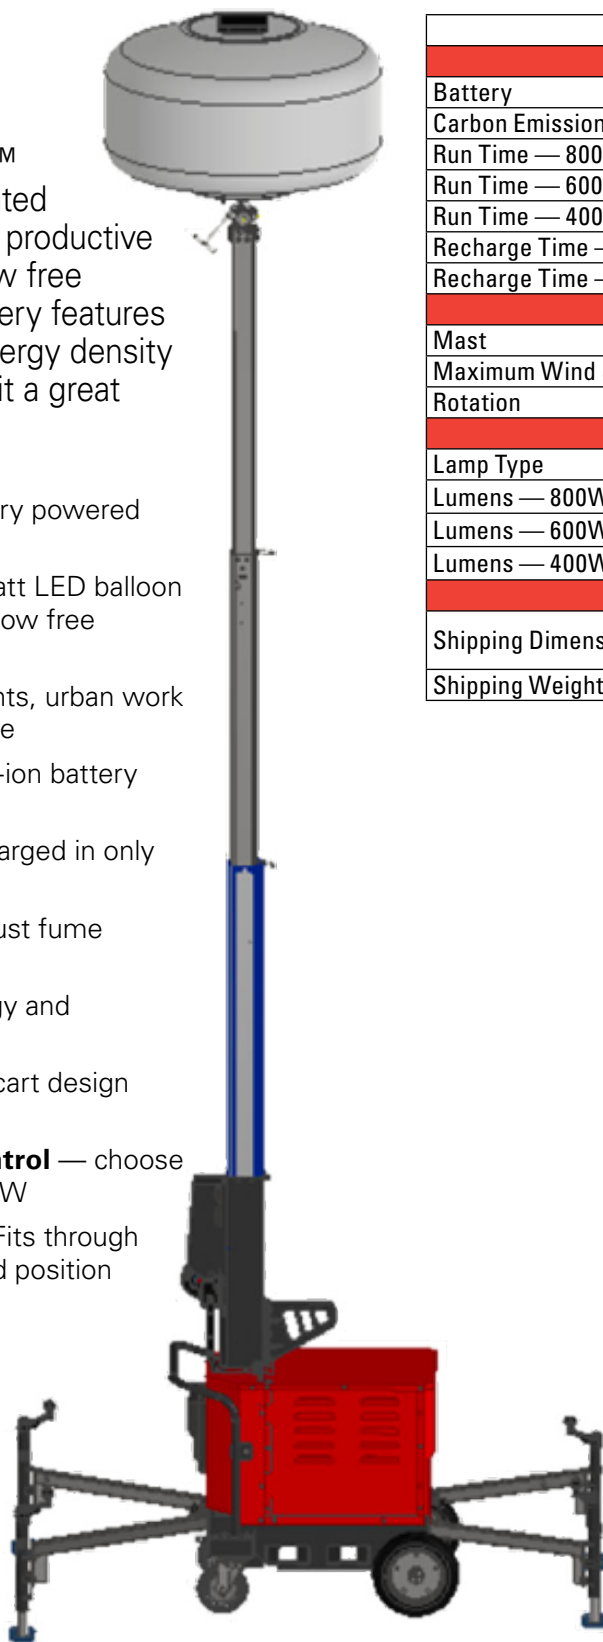 TM
ted
productive
w free
ery features
ergy density
it a great
ry powered
att LED balloon
ow free
nts, urban work
e
-ion battery
arged in only
ust fume
gy and
cart design
trol — choose
W
Fits through
d position
Battery
Carbon Emission
Run Time — 800
Run Time — 600
Run Time — 400
Recharge Time –
Recharge Time –
Mast
Maximum Wind
Rotation
Lamp Type
Lumens — 800W
Lumens — 600W
Lumens — 400W
Shipping Dimens
Shipping Weight